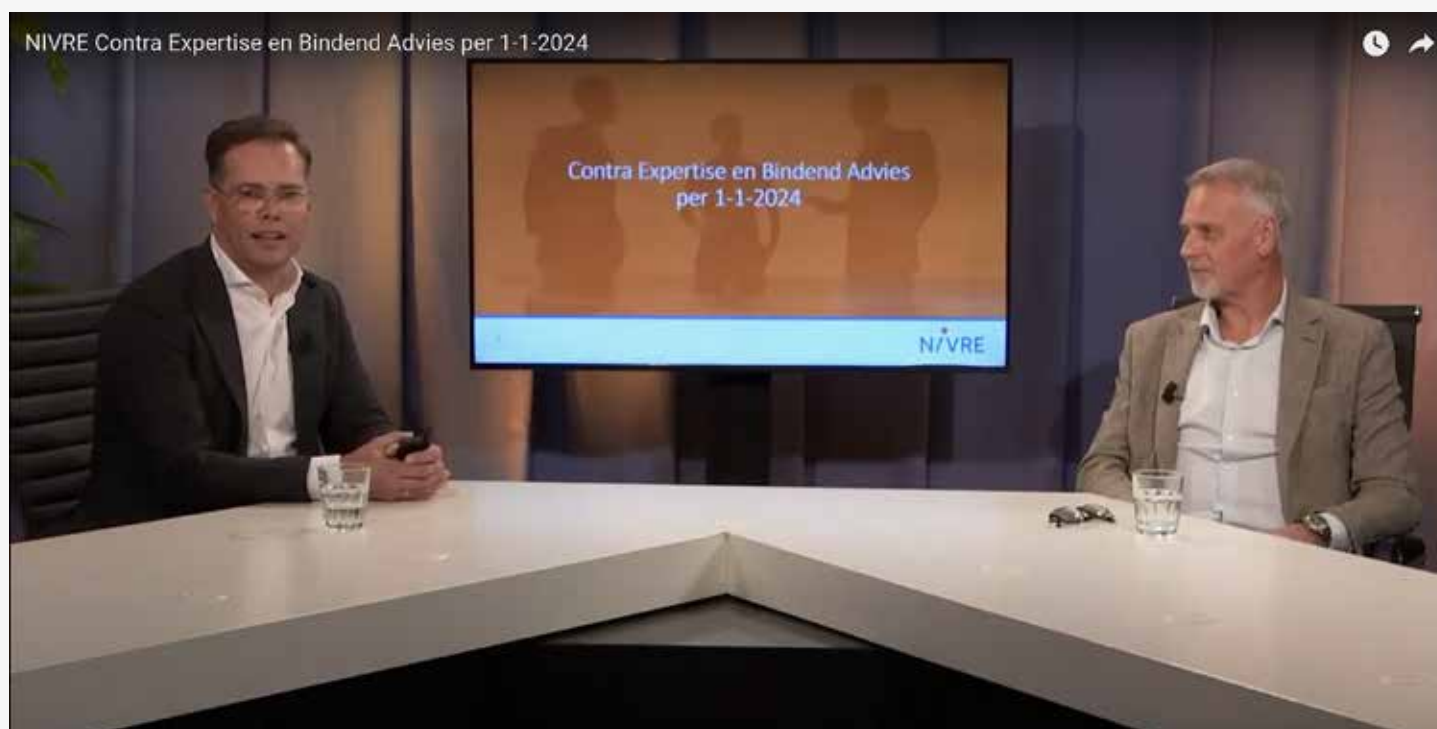 NIVRE Contra Expertise en Bindend Advies per 1-1-2024
Contra Expertise en Bindend Advies
per 1-1-2024
NIVRE